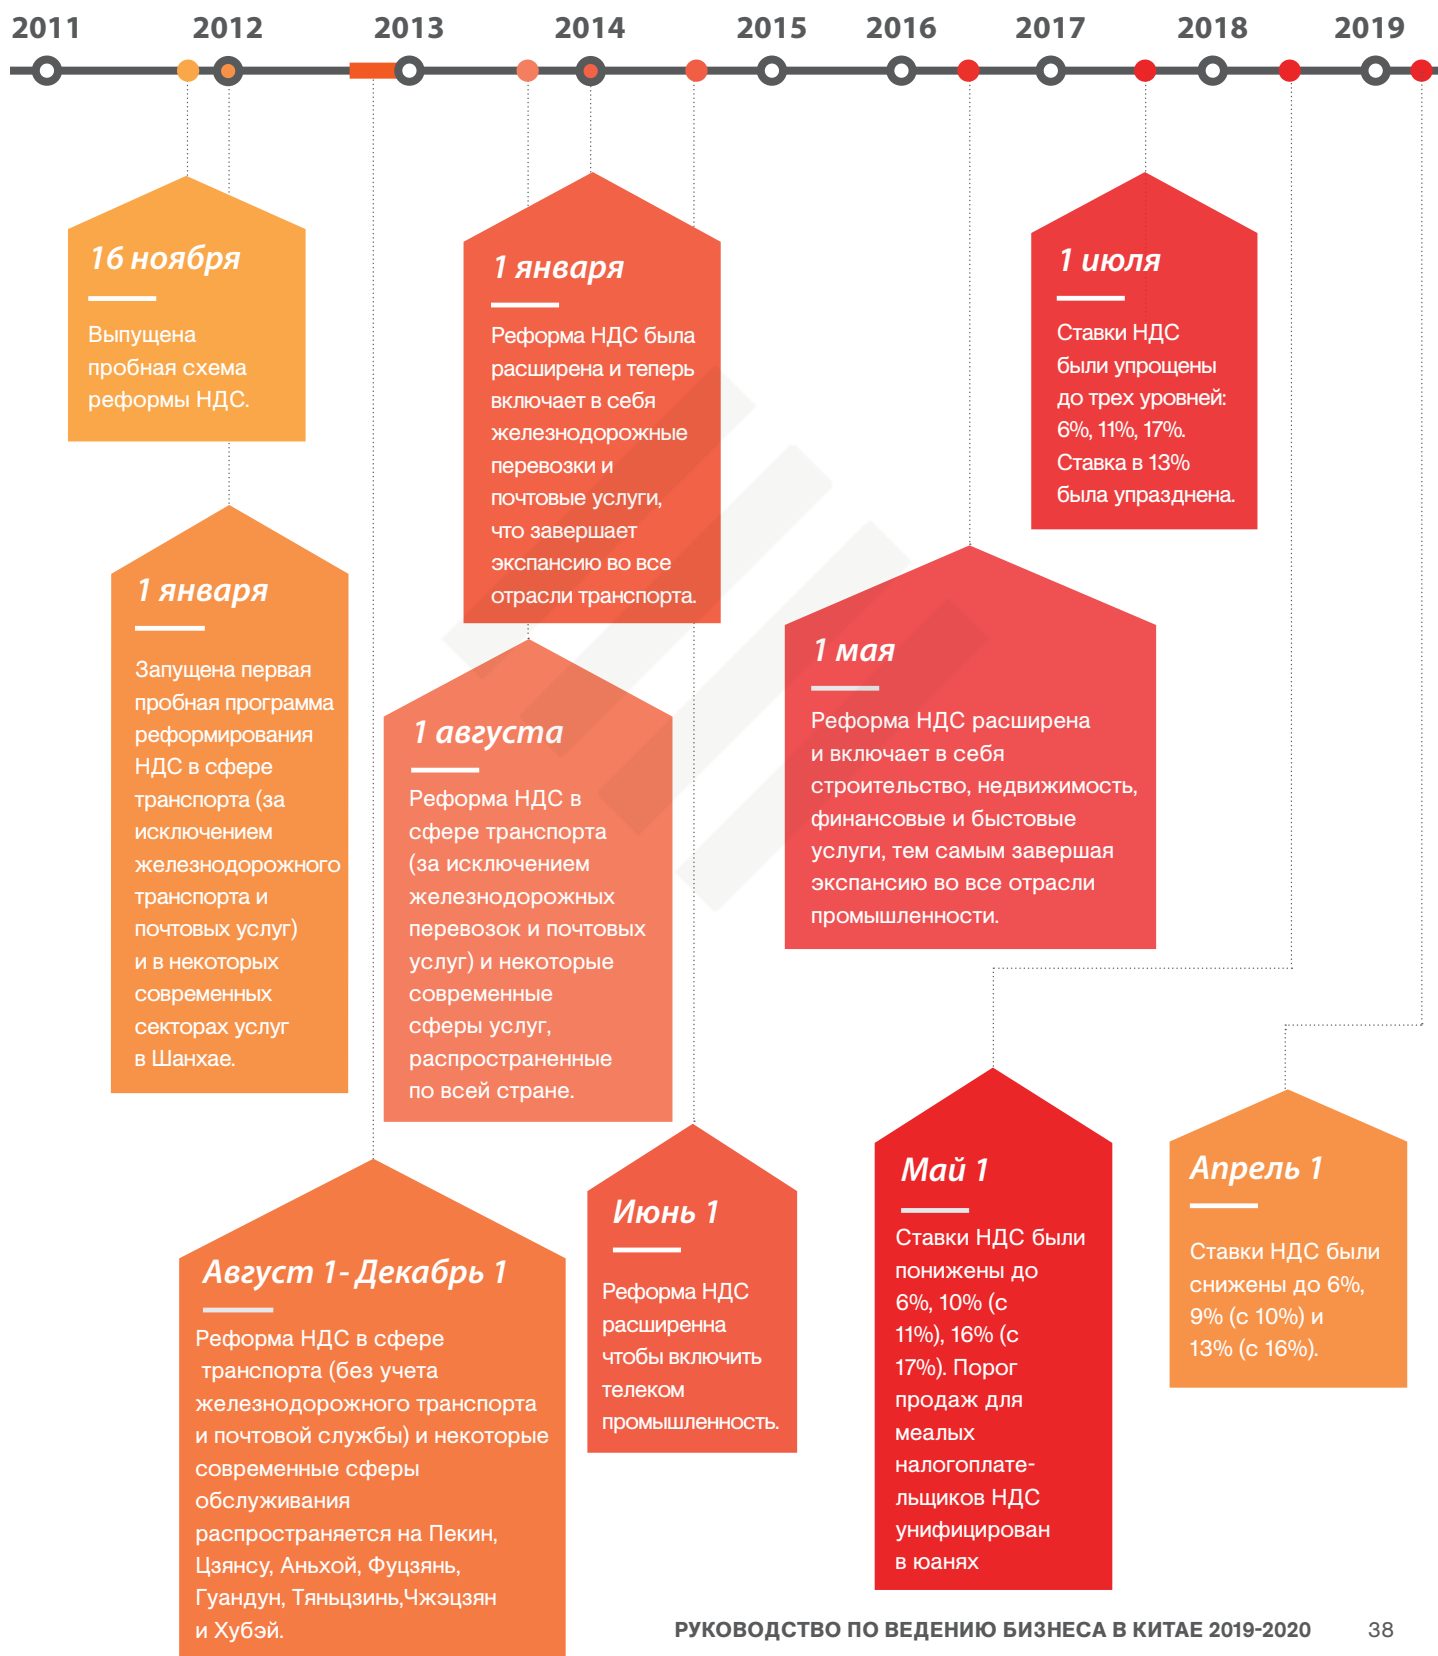 2011 2012 2013 2014 2015 2016 2017 2018 2019
16 ноября
Выпущена
пробная схема
реформы НДС.
1 января
Запущена первая
пробная программа
реформирования
НДС в сфере
транспорта (за
исключением
железнодорожного
транспорта и
почтовых услуг)
и в некоторых
современных
секторах услуг
в Шанхае.
Август 1- Декабрь 1
Реформа НДС в сфере
транспорта (без учета
железнодорожного транспорта
и почтовой службы) и некоторые
современные сферы
обслуживания
распространяется на Пекин,
Цзянсу, Аньхой, Фуцзянь,
Гуандун, Тяньцзинь,Чжэцзян
и Хубэй.
1 августа
Реформа НДС в
сфере транспорта
(за исключением
железнодорожных
перевозок и почтовых
услуг) и некоторые
современные
сферы услуг,
распространенные
по всей стране.
1 января
Реформа НДС была
расширена и теперь
включает в себя
железнодорожные
перевозки и
почтовые услуги,
что завершает
экспансию во все
отрасли транспорта.
Июнь 1
Реформа НДС
расширенна
чтобы включить
телеком
промышленность.
1 мая
Реформа НДС расширена
и включает в себя
строительство, недвижимость,
финансовые и быстовые
услуги, тем самым завершая
экспансию во все отрасли
промышленности.
1 июля
Ставки НДС
были упрощены
до трех уровней:
6%, 11%, 17%.
Ставка в 13%
была упразднена.
Май 1
Ставки НДС были
понижены до
6%, 10% (с
11%), 16% (с
17%). Порог
продаж для
меалых
налогоплате-
льщиков НДС
унифицирован
в юанях
Апрель 1
Ставки НДС были
снижены до 6%,
9% (с 10%) и
13% (с 16%).
РУКОВОДСТВО ПО ВЕДЕНИЮ БИЗНЕСА В КИТАЕ 2019-2020 38